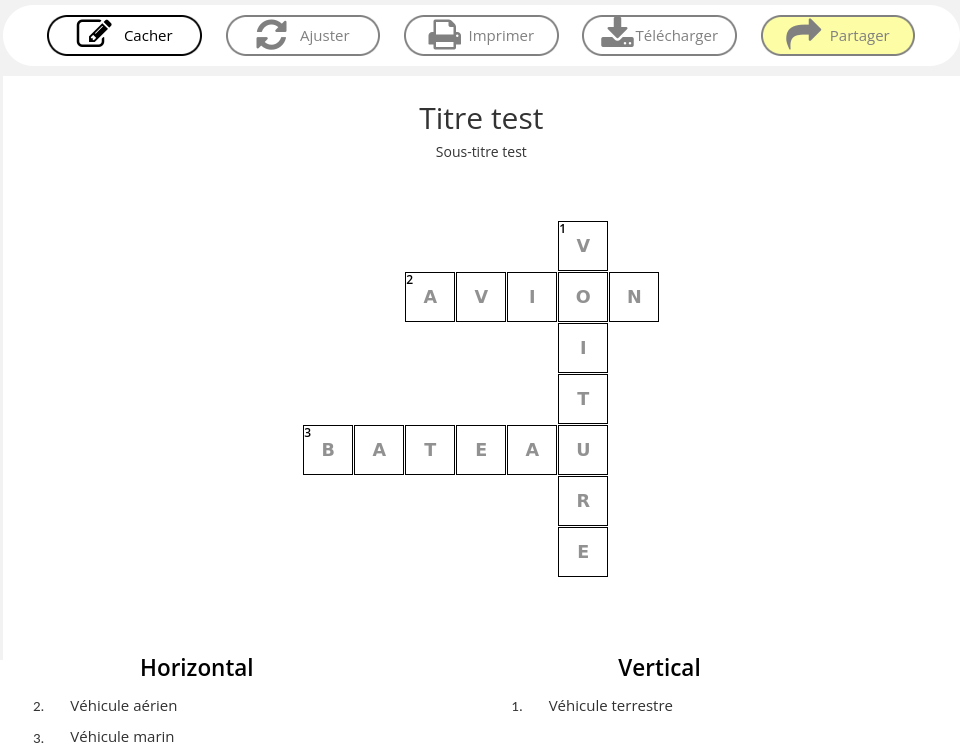 Cacher Ajuster Imprimer Télécharger Partager
Titre test
Sous-titre test
1 V
2 A V I O N
I
T
3 B A T E A U
R
E
Horizontal Vertical
2. Véhicule aérien 1. Véhicule terrestre
3. Véhicule marin